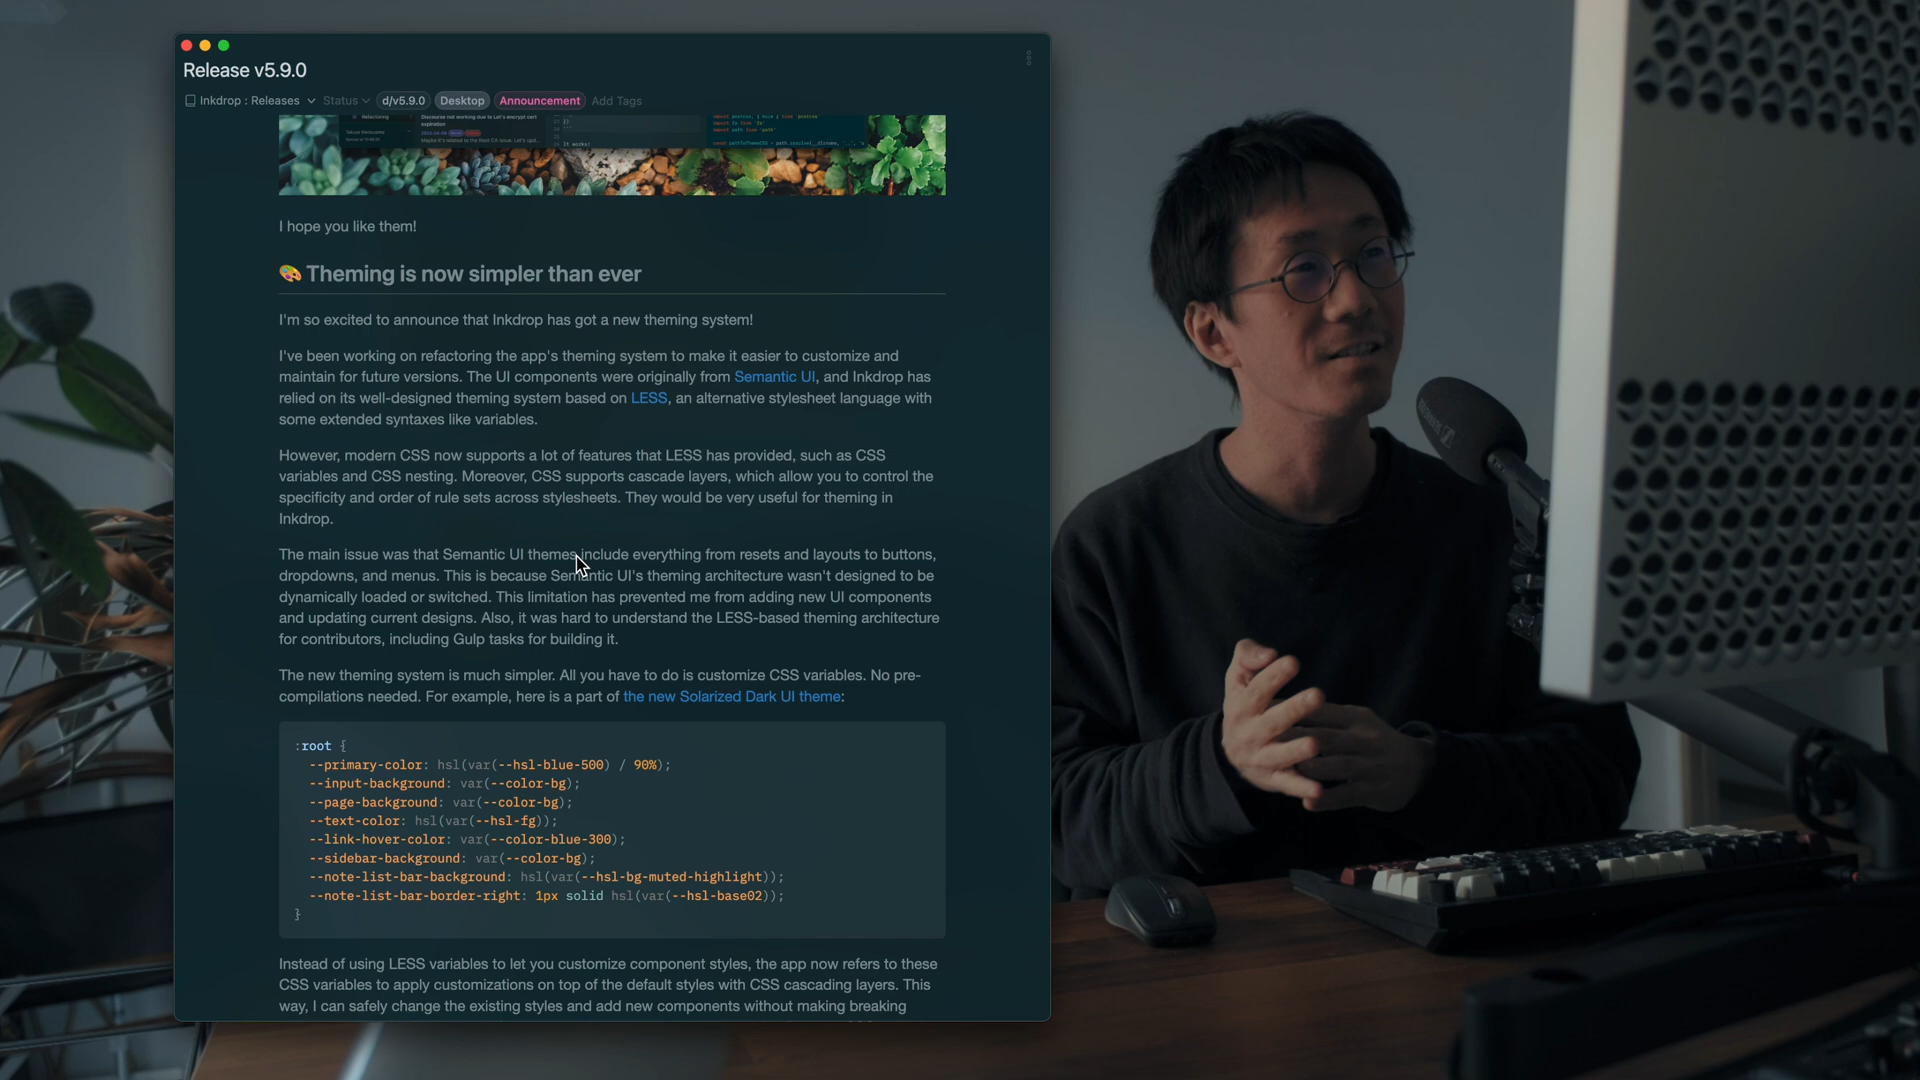 Release v5.9.0
Inkdrop : Releases Status d/v5.9.0 Desktop Announcement Add Tags
Refactoring
Discourse not working due to Let's encrypt cert
expiration
It works!
I hope you like them!
🎨 Theming is now simpler than ever
I'm so excited to announce that Inkdrop has got a new theming system!
I've been working on refactoring the app's theming system to make it easier to customize and
maintain for future versions. The UI components were originally from Semantic UI, and Inkdrop has
relied on its well-designed theming system based on LESS, an alternative stylesheet language with
some extended syntaxes like variables.
However, modern CSS now supports a lot of features that LESS has provided, such as CSS
variables and CSS nesting. Moreover, CSS supports cascade layers, which allow you to control the
specificity and order of rule sets across stylesheets. They would be very useful for theming in
Inkdrop.
The main issue was that Semantic UI themes include everything from resets and layouts to buttons,
dropdowns, and menus. This is because Semantic UI's theming architecture wasn't designed to be
dynamically loaded or switched. This limitation has prevented me from adding new UI components
and updating current designs. Also, it was hard to understand the LESS-based theming architecture
for contributors, including Gulp tasks for building it.
The new theming system is much simpler. All you have to do is customize CSS variables. No pre-
compilations needed. For example, here is a part of the new Solarized Dark UI theme:
:root {
--primary-color: hsl(var(--hsl-blue-500) / 90%);
--input-background: var(--color-bg);
--page-background: var(--color-bg);
--text-color: hsl(var(--hsl-fg));
--link-hover-color: var(--color-blue-300);
--sidebar-background: var(--color-bg);
--note-list-bar-background: hsl(var(--hsl-bg-muted-highlight));
--note-list-bar-border-right: 1px solid hsl(var(--hsl-base02));
}
Instead of using LESS variables to let you customize component styles, the app now refers to these
CSS variables to apply customizations on top of the default styles with CSS cascading layers. This
way, I can safely change the existing styles and add new components without making breaking